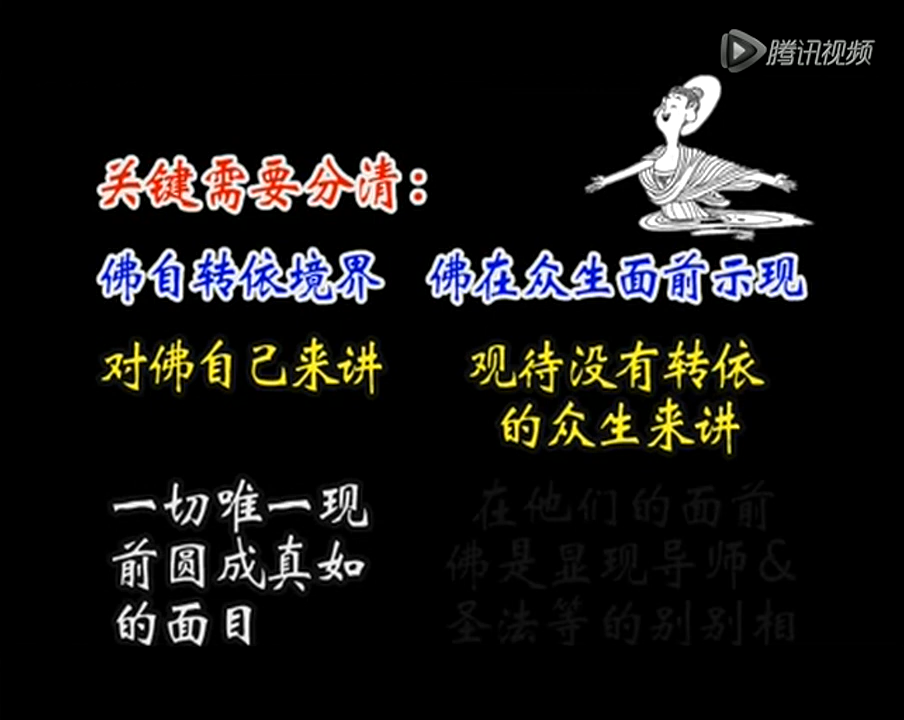 腾讯视频
关键需要分清：
佛自转依境界 佛在众生面前示现
对佛自己来讲
观待没有转依
的众生来讲
一切唯一现
前圆成真如
的面目
在他们的面前
佛是显现导师&
圣法等的别别相